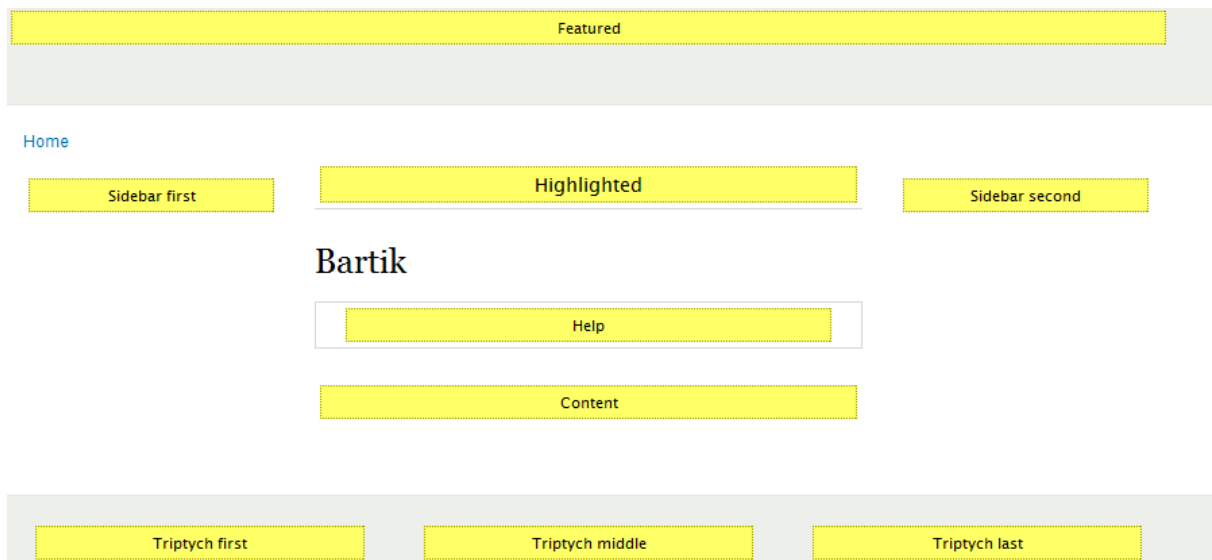 Featured
Home
Sidebar first
Highlighted
Sidebar second
Bartik
Help
Content
Triptych first
Triptych middle
Triptych last